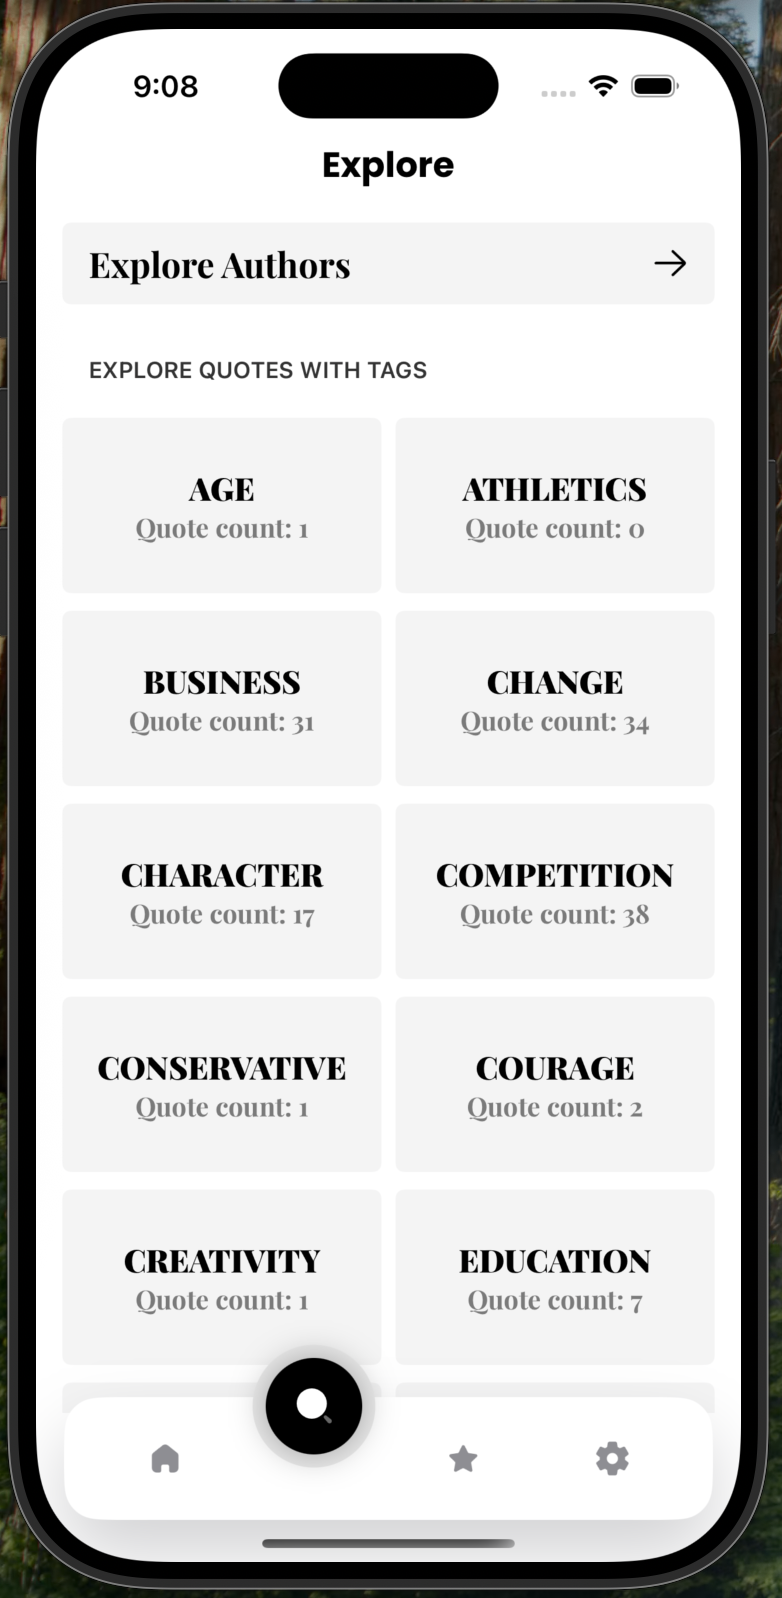 9:08
Explore
Explore Authors
EXPLORE QUOTES WITH TAGS
AGE
Quote count: 1
ATHLETICS
Quote count: 0
BUSINESS
Quote count: 31
CHANGE
Quote count: 34
CHARACTER
Quote count: 17
COMPETITION
Quote count: 38
CONSERVATIVE
Quote count: 1
COURAGE
Quote count: 2
CREATIVITY
Quote count: 1
EDUCATION
Quote count: 7